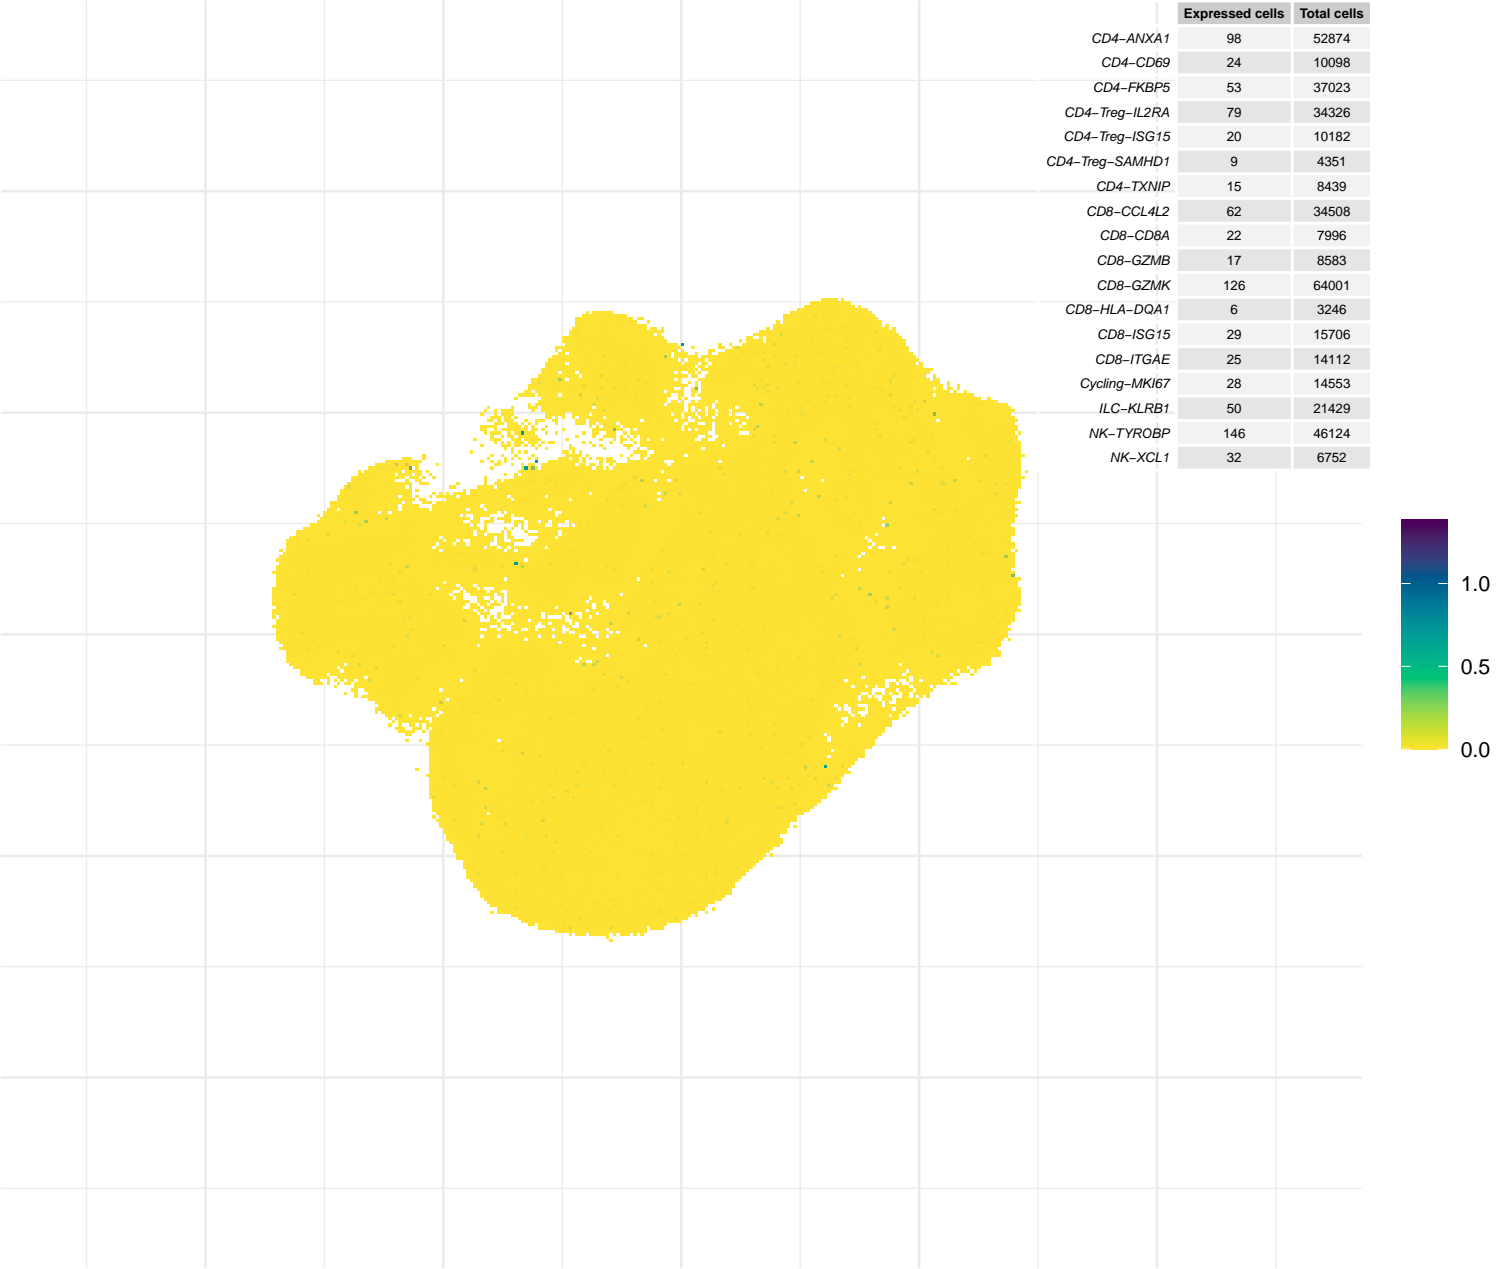 Expressed cells Total cells
CD4−ANXA1 98 52874
CD4−CD69 24 10098
CD4−FKBP5 53 37023
CD4−Treg−IL2RA 79 34326
CD4−Treg−ISG15 20 10182
CD4−Treg−SAMHD1 9 4351
CD4−TXNIP 15 8439
CD8−CCL4L2 62 34508
CD8−CD8A 22 7996
CD8−GZMB 17 8583
CD8−GZMK 126 64001
CD8−HLA−DQA1 6 3246
CD8−ISG15 29 15706
CD8−ITGAE 25 14112
Cycling−MKI67 28 14553
ILC−KLRB1 50 21429
NK−TYROBP 146 46124
NK−XCL1 32 6752
1.0
0.5
0.0